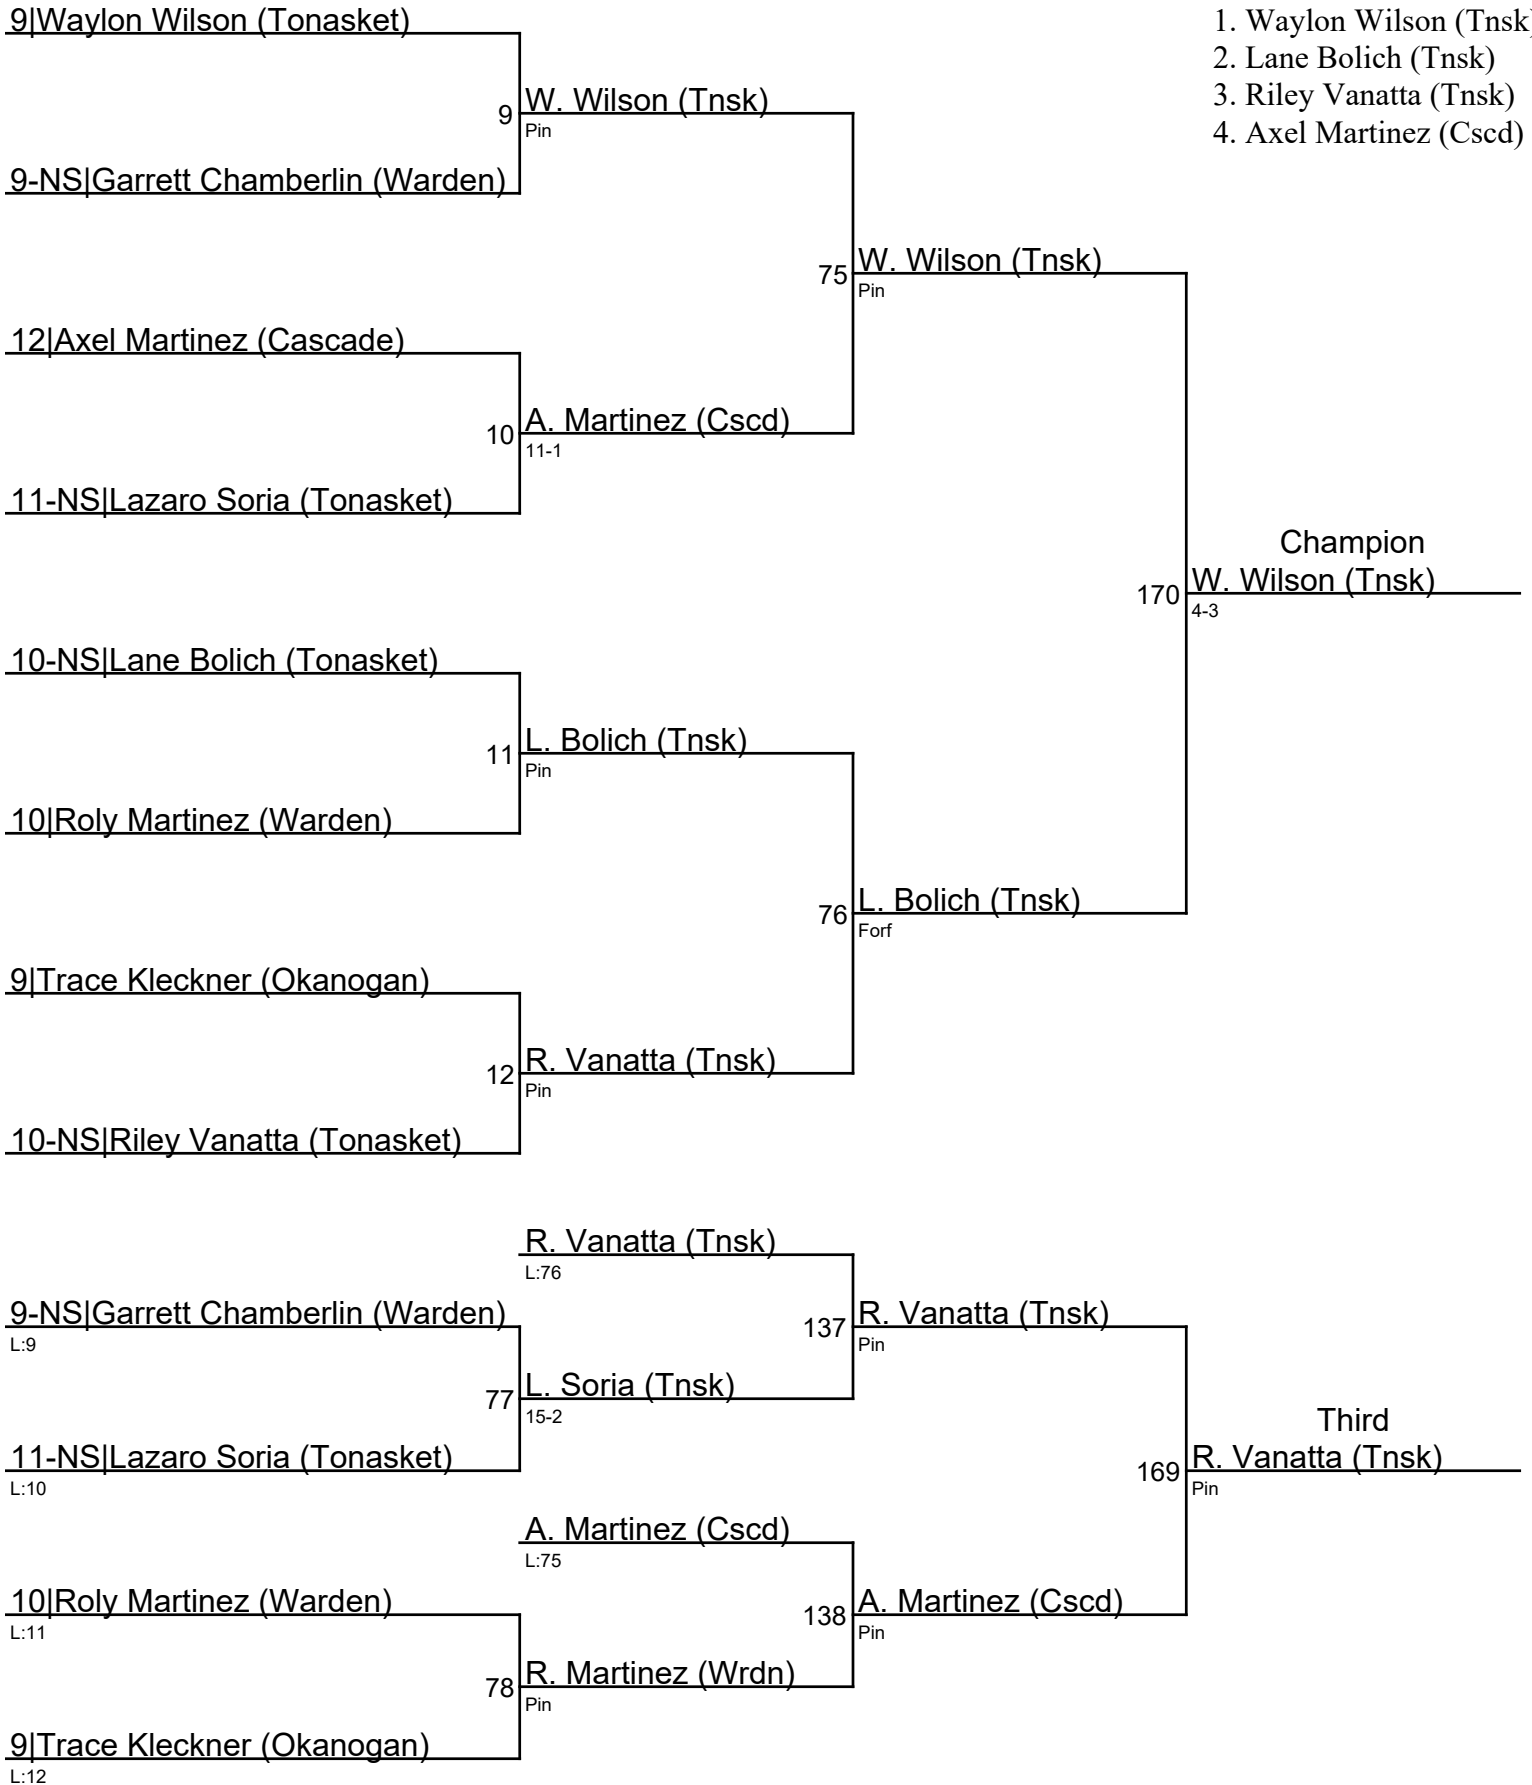 9|Waylon Wilson (Tonasket)
1. Waylon Wilson (Tnsk)
2. Lane Bolich (Tnsk)
3. Riley Vanatta (Tnsk)
4. Axel Martinez (Cscd)
9
W. Wilson (Tnsk)
Pin
9-NS|Garrett Chamberlin (Warden)
75
W. Wilson (Tnsk)
Pin
12|Axel Martinez (Cascade)
10
A. Martinez (Cscd)
11-1
11-NS|Lazaro Soria (Tonasket)
Champion
170
W. Wilson (Tnsk)
4-3
10-NS|Lane Bolich (Tonasket)
11
L. Bolich (Tnsk)
Pin
10|Roly Martinez (Warden)
76
L. Bolich (Tnsk)
Forf
9|Trace Kleckner (Okanogan)
12
R. Vanatta (Tnsk)
Pin
10-NS|Riley Vanatta (Tonasket)
R. Vanatta (Tnsk)
L:76
9-NS|Garrett Chamberlin (Warden)
L:9
137
R. Vanatta (Tnsk)
Pin
77
L. Soria (Tnsk)
15-2
11-NS|Lazaro Soria (Tonasket)
L:10
Third
169
R. Vanatta (Tnsk)
Pin
A. Martinez (Cscd)
L:75
10|Roly Martinez (Warden)
L:11
138
A. Martinez (Cscd)
Pin
78
R. Martinez (Wrdn)
Pin
9|Trace Kleckner (Okanogan)
L:12